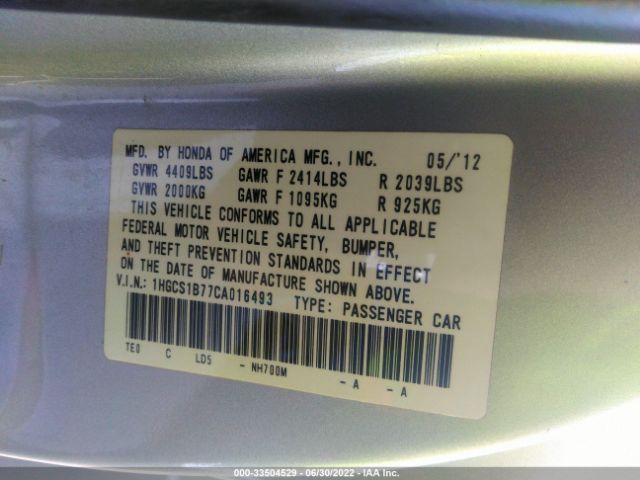 MFD. BY HONDA OF AMERICA MFG., INC. 05/'12
GVWR 4409LBS GAWR F 2414LBS R 2039LBS
GVWR 2000KG GAWR F 1095KG R 925KG
THIS VEHICLE CONFORMS TO ALL APPLICABLE
FEDERAL MOTOR VEHICLE SAFETY, BUMPER,
AND THEFT PREVENTION STANDARDS IN EFFECT
ON THE DATE OF MANUFACTURE SHOWN ABOVE.
V.I.N.: 1HGCS1B77CA016493 TYPE: PASSENGER CAR
TE0 C LD5 - NH700M - A - A
000-33504529 - 06/30/2022 - IAA Inc.